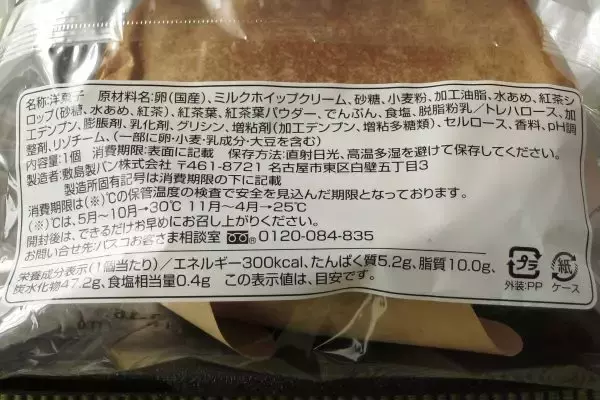 名称:洋菓子 原材料名:卵(国産)、ミルクホイップクリーム、砂糖、小麦粉、加工油脂、水あめ、紅茶シ
ロップ(砂糖、水あめ、紅茶)、紅茶葉、紅茶葉パウダー、でんぷん、食塩、脱脂粉乳/トレハロース、加
工デンプン、膨脹剤、乳化剤、グリシン、増粘剤(加工デンプン、増粘多糖類)、セルロース、香料、pH調
整剤、リゾチーム、(一部に卵・小麦・乳成分・大豆を含む)
内容量:1個 消費期限:表面に記載 保存方法:直射日光、高温多湿を避けて保存してください。
製造者:敷島製パン株式会社 〒461-8721 名古屋市東区白壁五丁目3
製造所固有記号は消費期限の下に記載
消費期限は(※)℃の保管温度の検査で安全を見込んだ期限となっております。
(※)℃は、5月~10月→30℃ 11月~4月→25℃
開封後は、できるだけお早めにお召し上がりください。
お問い合せ先/パスコお客さま相談室 0120-084-835
栄養成分表示(1個当たり)/エネルギー300kcal、たんぱく質5.2g、脂質10.0g、
炭水化物47.2g、食塩相当量0.4g この表示値は、目安です。
プラ
外装:PP
紙
ケース